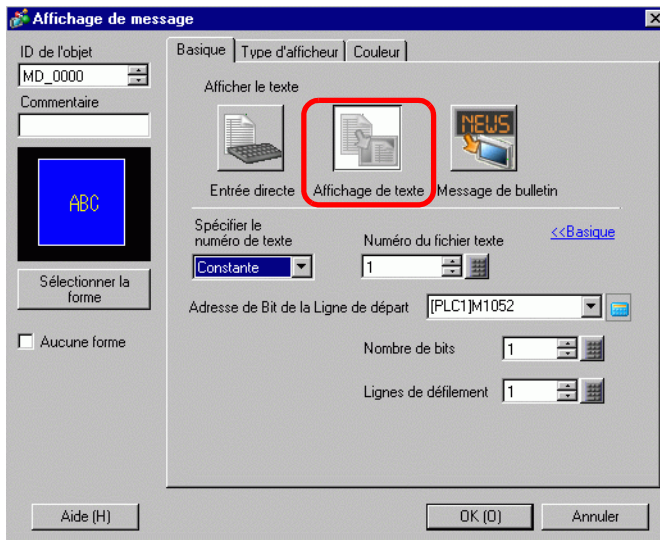 Affichage de message
ID de l'objet
MD_0000
Commentaire
ABC
Sélectionner la
forme
Aucune forme
Basique
Type d'afficheur
Couleur
Afficher le texte
NEWS
Entrée directe
Affichage de texte
Message de bulletin
Spécifier le
numéro de texte
Numéro du fichier texte
<<Basique
Constante
1
Adresse de Bit de la Ligne de départ
[PLC1]M1052
Nombre de bits
1
Lignes de défilement
1
Aide (H)
OK (O)
Annuler